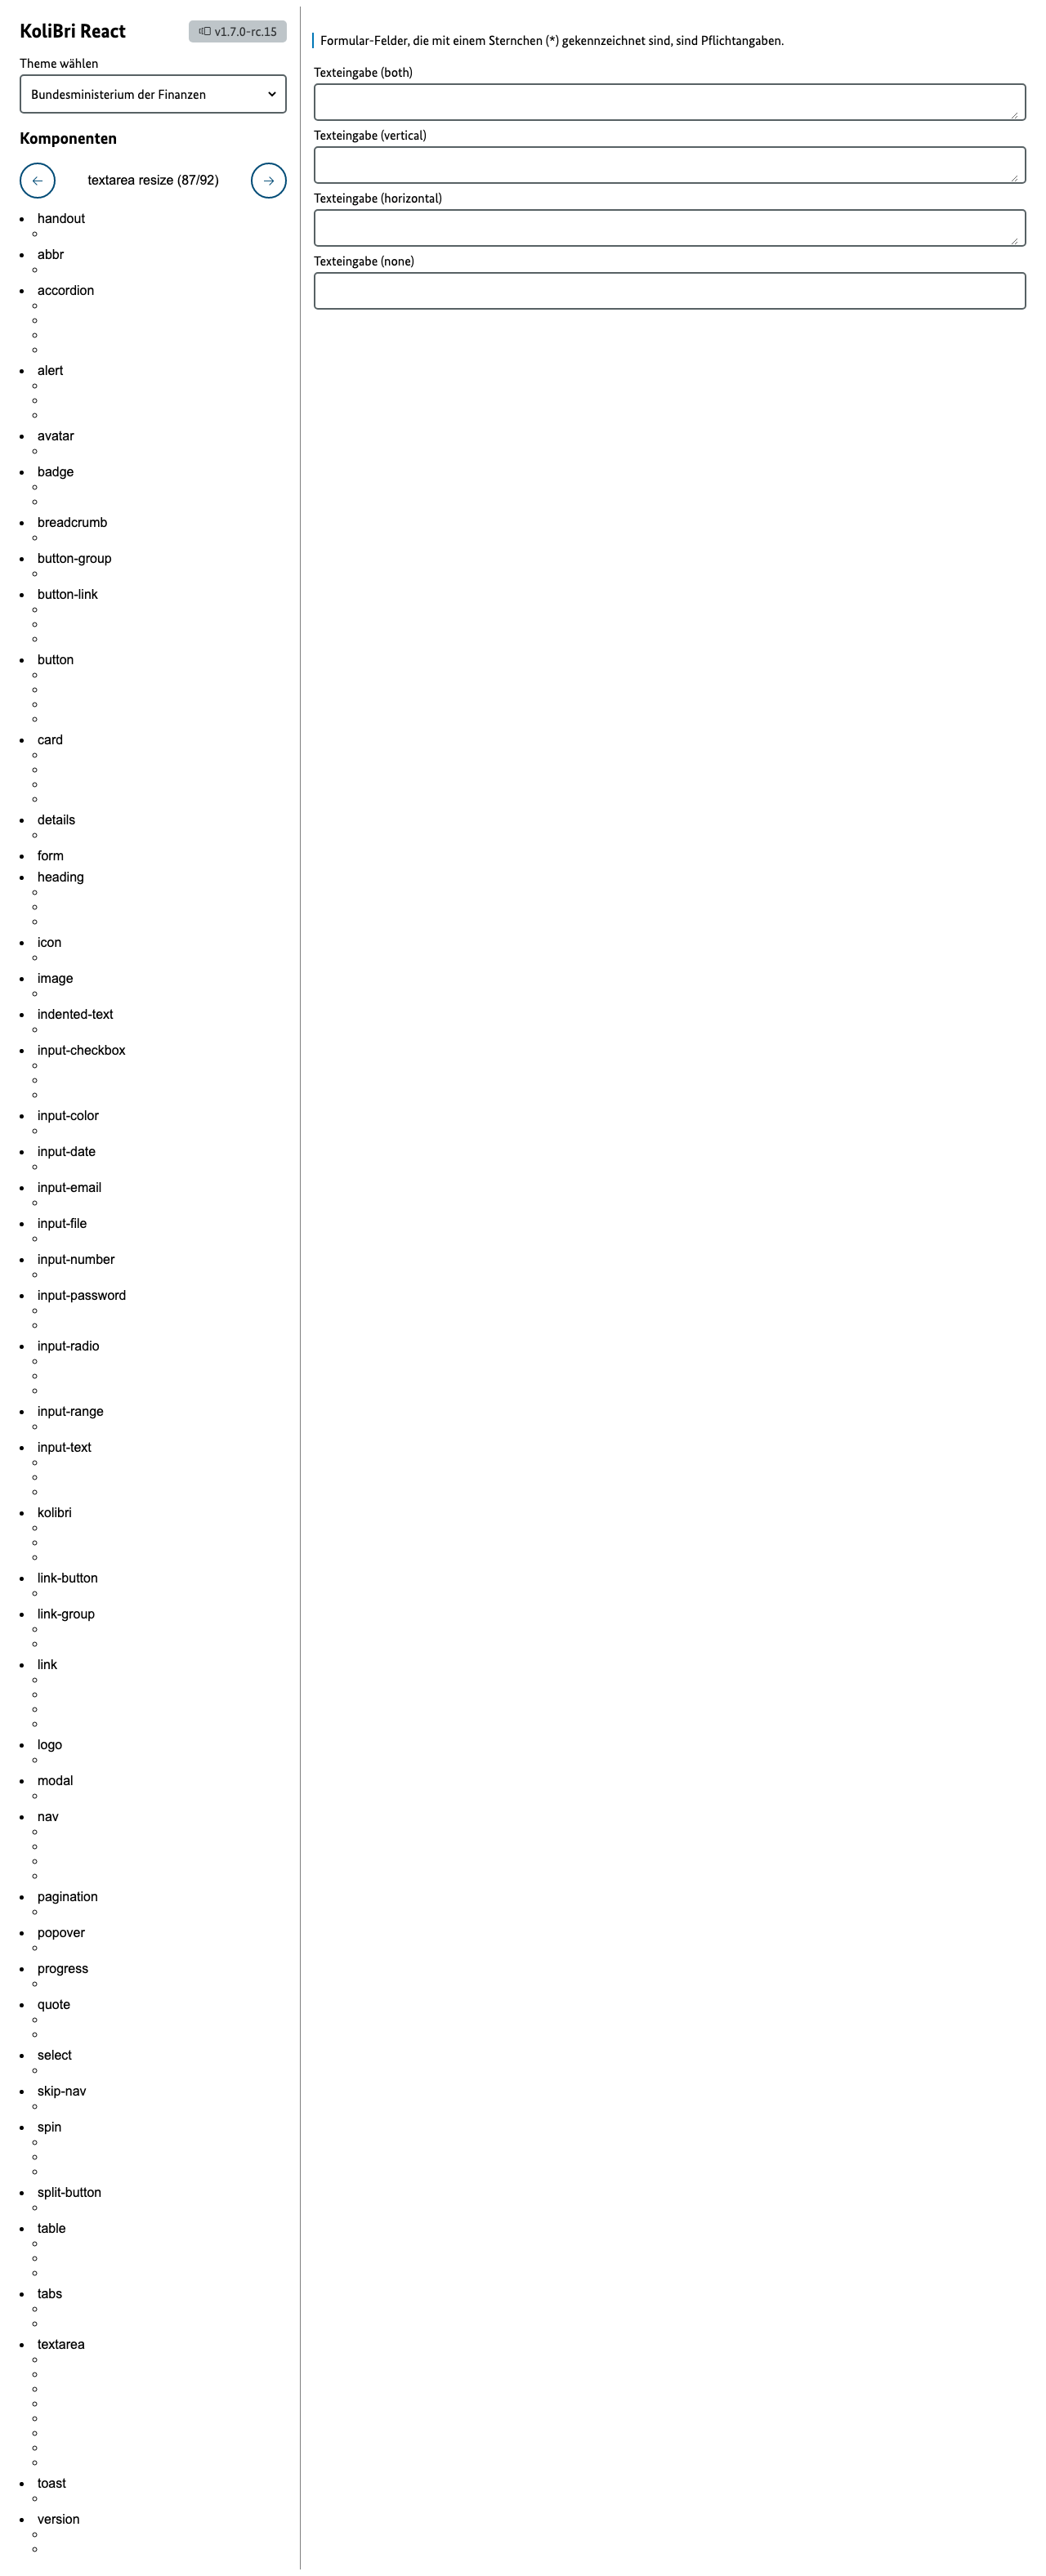 KoliBri React
v1.7.0-rc.15
Theme wählen
Bundesministerium der Finanzen
Komponenten
textarea resize (87/92)
handout
abbr
accordion
alert
avatar
badge
breadcrumb
button-group
button-link
button
card
details
form
heading
icon
image
indented-text
input-checkbox
input-color
input-date
input-email
input-file
input-number
input-password
input-radio
input-range
input-text
kolibri
link-button
link-group
link
logo
modal
nav
pagination
popover
progress
quote
select
skip-nav
spin
split-button
table
tabs
textarea
toast
version
Formular-Felder, die mit einem Sternchen (*) gekennzeichnet sind, sind Pflichtangaben.
Texteingabe (both)
Texteingabe (vertical)
Texteingabe (horizontal)
Texteingabe (none)